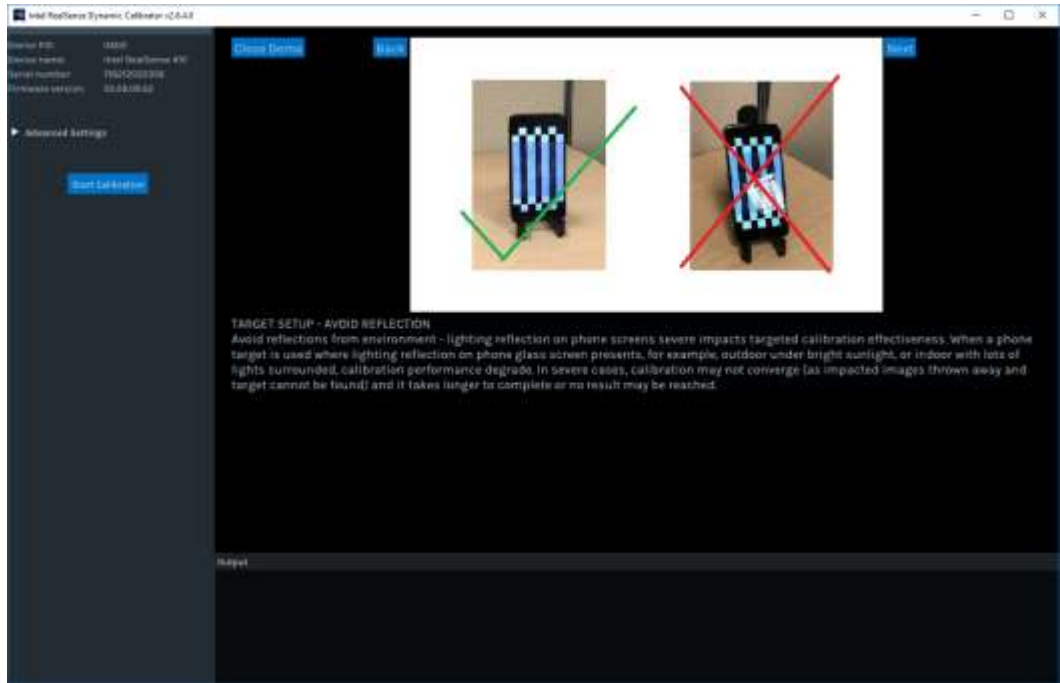 Intel RealSense Dynamic Calibrator v2.6.4.0
Device PID:
Device name: Intel RealSense
Serial number:
Firmware version:
Advanced Settings
Start Calibration
Close Demo
Back
Next
TARGET SETUP - AVOID REFLECTION
Avoid reflections from environment - lighting reflection on phone screens severe impacts targeted calibration effectiveness. When a phone
target is used where lighting reflection on phone glass screen presents, for example, outdoor under bright sunlight, or indoor with lots of
lights surrounded, calibration performance degrade. In severe cases, calibration may not converge (as impacted images thrown away and
target cannot be found) and it takes longer to complete or no result may be reached.
Output